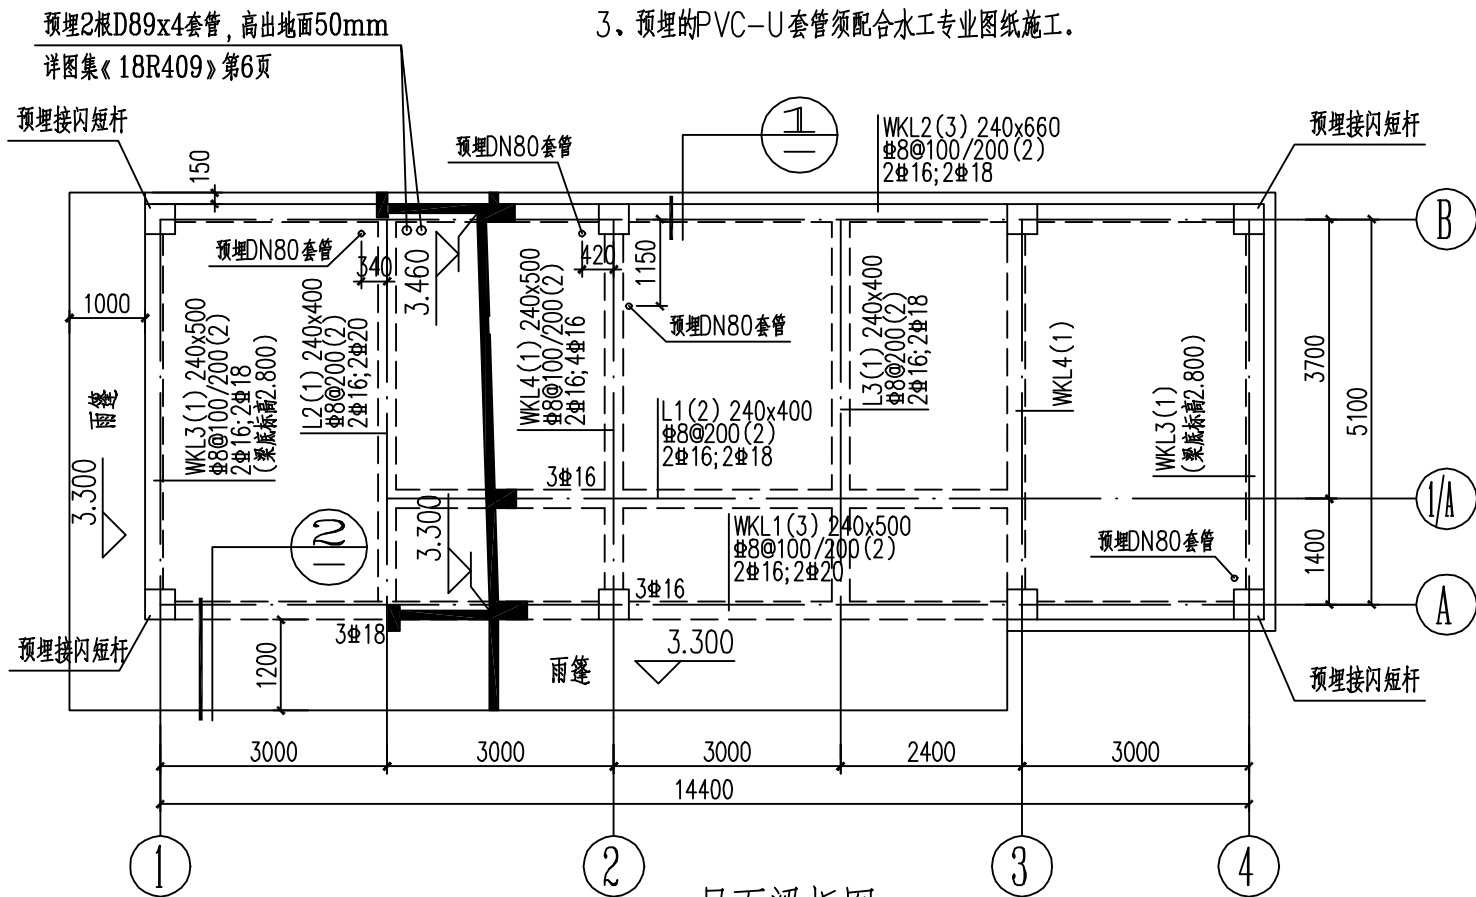 预埋2根D89x4套管,高出地面50mm
详图集《18R409》第6页
3、预埋的PVC-U套管须配合水工专业图纸施工。
预埋接闪短杆
预埋DN80套管
1
WKL2(3) 240x660
Φ8@100/200(2)
2Φ16;2Φ18
预埋接闪短杆
150
B
预埋DN80套管
340
3.460
420
1150
1000
预埋DN80套管
WKL3(1) 240x500
Φ8@100/200(2)
2Φ16;2Φ18
(梁底标高2.800)
L2(1) 240x400
Φ8@200(2)
2Φ16;2Φ20
WKL4(1) 240x500
Φ8@100/200(2)
2Φ16;4Φ16
L3(1) 240x400
Φ8@200(2)
2Φ16;2Φ18
WKL4(1)
WKL3(1)
(梁底标高2.800)
3700
5100
雨篷
L1(2) 240x400
Φ8@200(2)
2Φ16;2Φ18
3Φ16
3.300
3.300
1/A
2
WKL1(3) 240x500
Φ8@100/200(2)
2Φ16;2Φ20
预埋DN80套管
1400
3Φ16
A
3Φ18
预埋接闪短杆
1200
雨篷
3.300
预埋接闪短杆
3000
3000
3000
2400
3000
14400
1
2
3
4